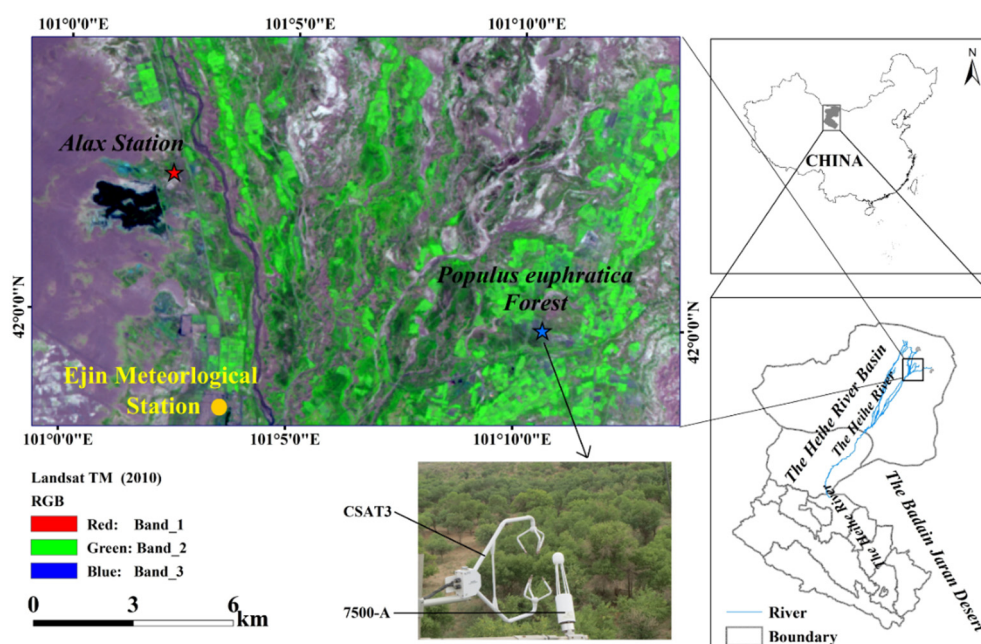 101°0'0"E
101°5'0"E
101°10'0"E
Alax Station
Populus euphratica
Forest
Ejin Meteorlogical
Station
42°0'0"N
42°0'0"N
101°0'0"E
101°5'0"E
101°10'0"E
Landsat TM (2010)
RGB
Red: Band_1
Green: Band_2
Blue: Band_3
0 3 6
km
CSAT3
7500-A
N
CHINA
The Heihe River Basin
The Heihe River
The Heihe River
The Badain Jaran Desert
River
Boundary